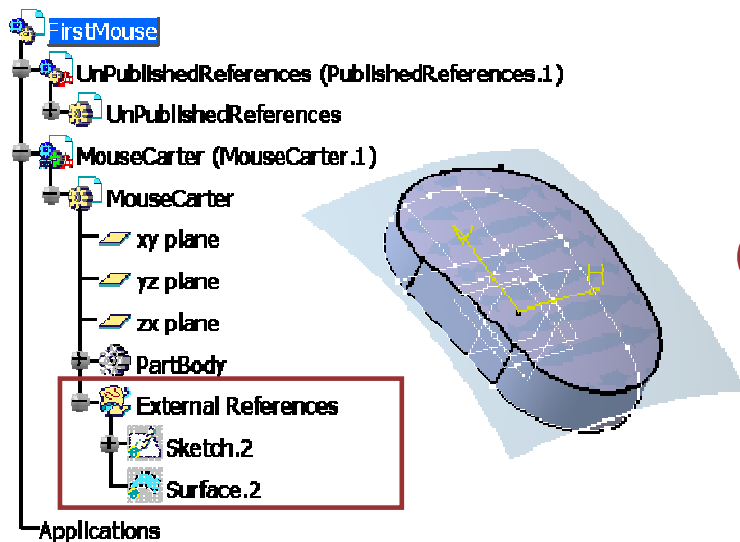 FirstMouse
UnPublishedReferences (PublishedReferences.1)
UnPublishedReferences
MouseCarter (MouseCarter.1)
MouseCarter
xy plane
yz plane
zx plane
PartBody
External References
Sketch.2
Surface.2
Applications
V
H